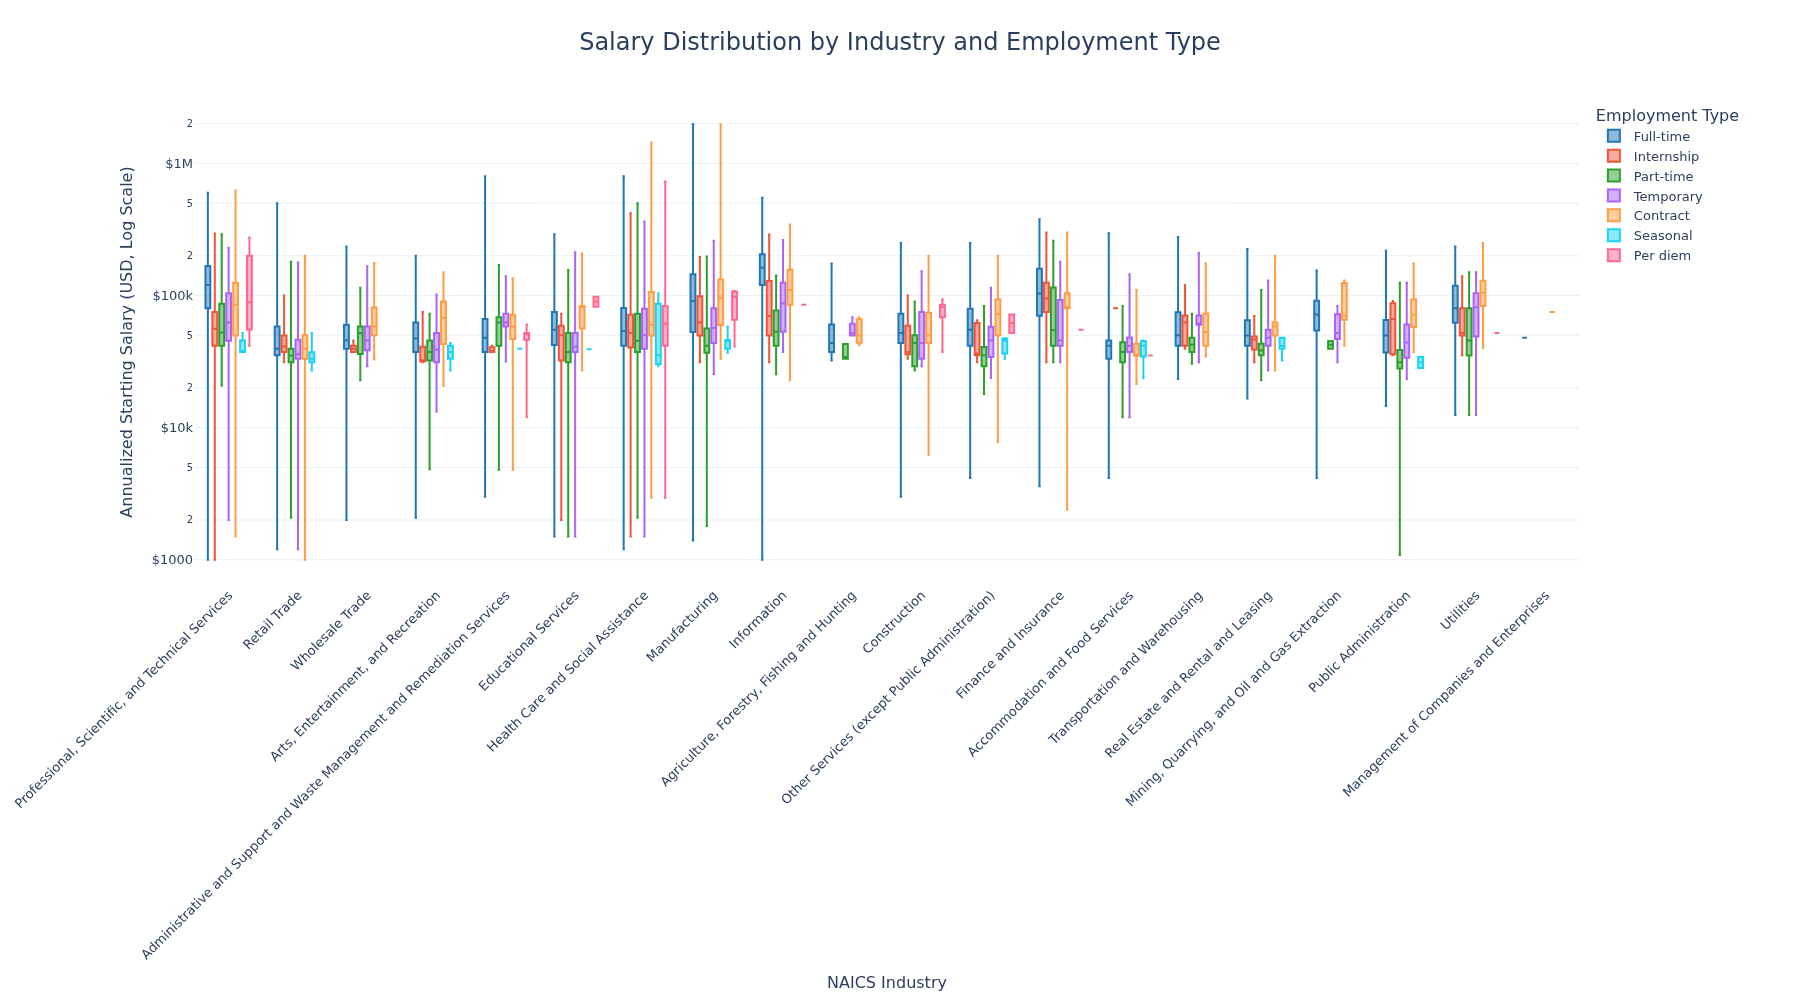 Salary Distribution by Industry and Employment Type
Annualized Starting Salary (USD, Log Scale)
2
$1M
5
2
$100k
5
2
$10k
5
2
$1000
Professional, Scientific, and Technical Services
Retail Trade
Wholesale Trade
Arts, Entertainment, and Recreation
Administrative and Support and Waste Management and Remediation Services
Educational Services
Health Care and Social Assistance
Manufacturing
Information
Agriculture, Forestry, Fishing and Hunting
Construction
Other Services (except Public Administration)
Finance and Insurance
Accommodation and Food Services
Transportation and Warehousing
Real Estate and Rental and Leasing
Mining, Quarrying, and Oil and Gas Extraction
Public Administration
Utilities
Management of Companies and Enterprises
NAICS Industry
Employment Type
Full-time
Internship
Part-time
Temporary
Contract
Seasonal
Per diem